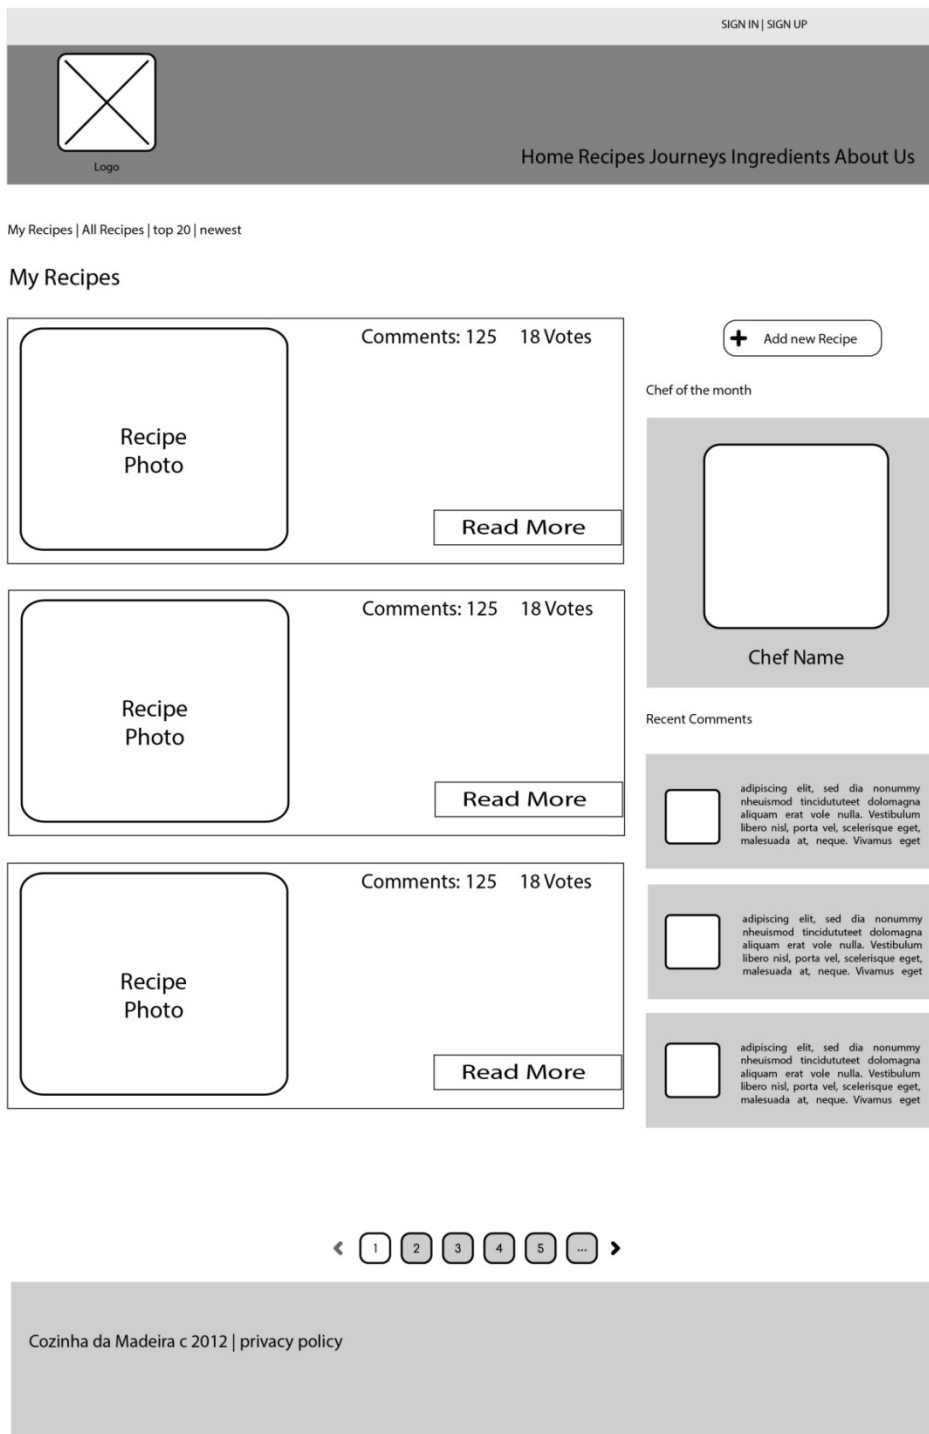 SIGN IN | SIGN UP
Logo
Home Recipes Journeys Ingredients About Us
My Recipes | All Recipes | top 20 | newest
My Recipes
Comments: 125 18 Votes
Recipe
Photo
Read More
Comments: 125 18 Votes
Recipe
Photo
Read More
Comments: 125 18 Votes
Recipe
Photo
Read More
Add new Recipe
Chef of the month
Chef Name
Recent Comments
adipiscing elit, sed dia nonummy
nheuismod tincidututeet dolomagna
aliquam erat vole nulla. Vestibulum
libero nisl, porta vel, scelerisque eget,
malesuada at, neque. Vivamus eget
adipiscing elit, sed dia nonummy
nheuismod tincidututeet dolomagna
aliquam erat vole nulla. Vestibulum
libero nisl, porta vel, scelerisque eget,
malesuada at, neque. Vivamus eget
adipiscing elit, sed dia nonummy
nheuismod tincidututeet dolomagna
aliquam erat vole nulla. Vestibulum
libero nisl, porta vel, scelerisque eget,
malesuada at, neque. Vivamus eget
1 2 3 4 5 ...
Cozinha da Madeira c 2012 | privacy policy